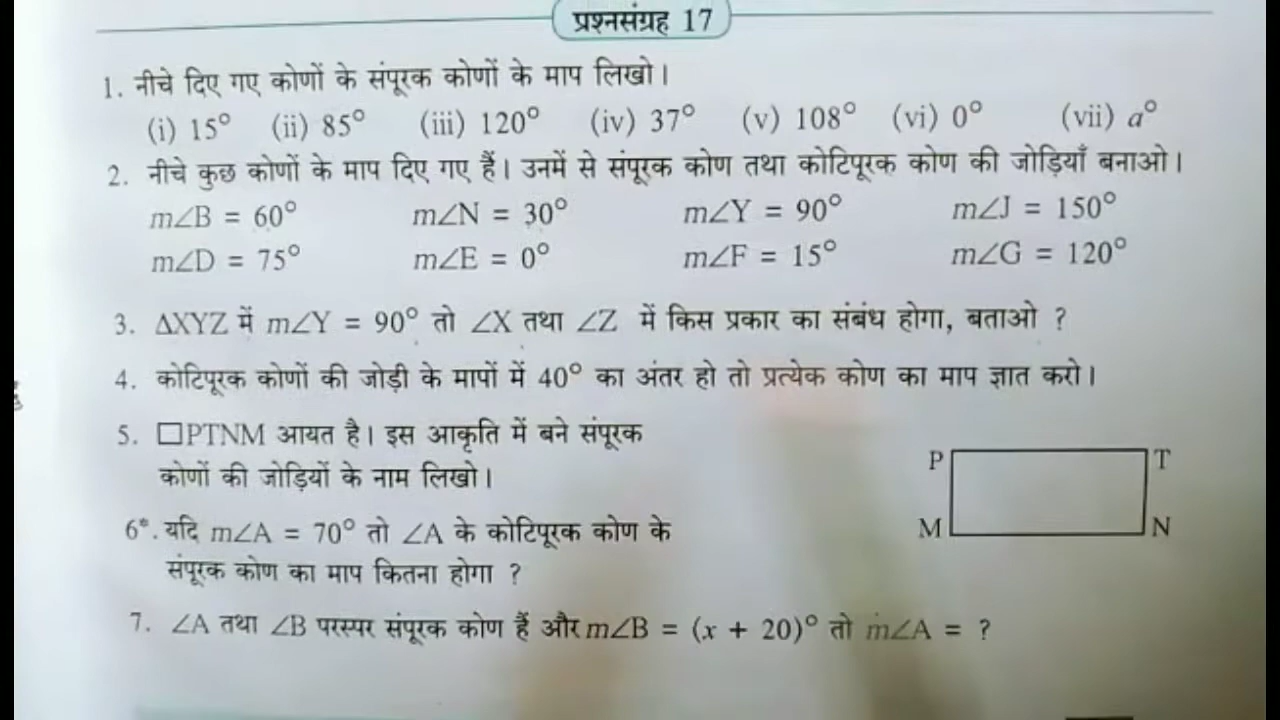 प्रश्नसंग्रह 17
1. नीचे दिए गए कोणों के संपूरक कोणों के माप लिखो।
(i) 15° (ii) 85° (iii) 120° (iv) 37° (v) 108° (vi) 0° (vii) a°
2. नीचे कुछ कोणों के माप दिए गए हैं। उनमें से संपूरक कोण तथा कोटिपूरक कोण की जोड़ियाँ बनाओ।
m∠B = 60° m∠N = 30° m∠Y = 90° m∠J = 150°
m∠D = 75° m∠E = 0° m∠F = 15° m∠G = 120°
3. ΔXYZ में m∠Y = 90° तो ∠X तथा ∠Z में किस प्रकार का संबंध होगा, बताओ ?
4. कोटिपूरक कोणों की जोड़ी के मापों में 40° का अंतर हो तो प्रत्येक कोण का माप ज्ञात करो।
5. □PTNM आयत है। इस आकृति में बने संपूरक
कोणों की जोड़ियों के नाम लिखो।
P T
M N
6*. यदि m∠A = 70° तो ∠A के कोटिपूरक कोण के
संपूरक कोण का माप कितना होगा ?
7. ∠A तथा ∠B परस्पर संपूरक कोण हैं और m∠B = (x + 20)° तो m∠A = ?